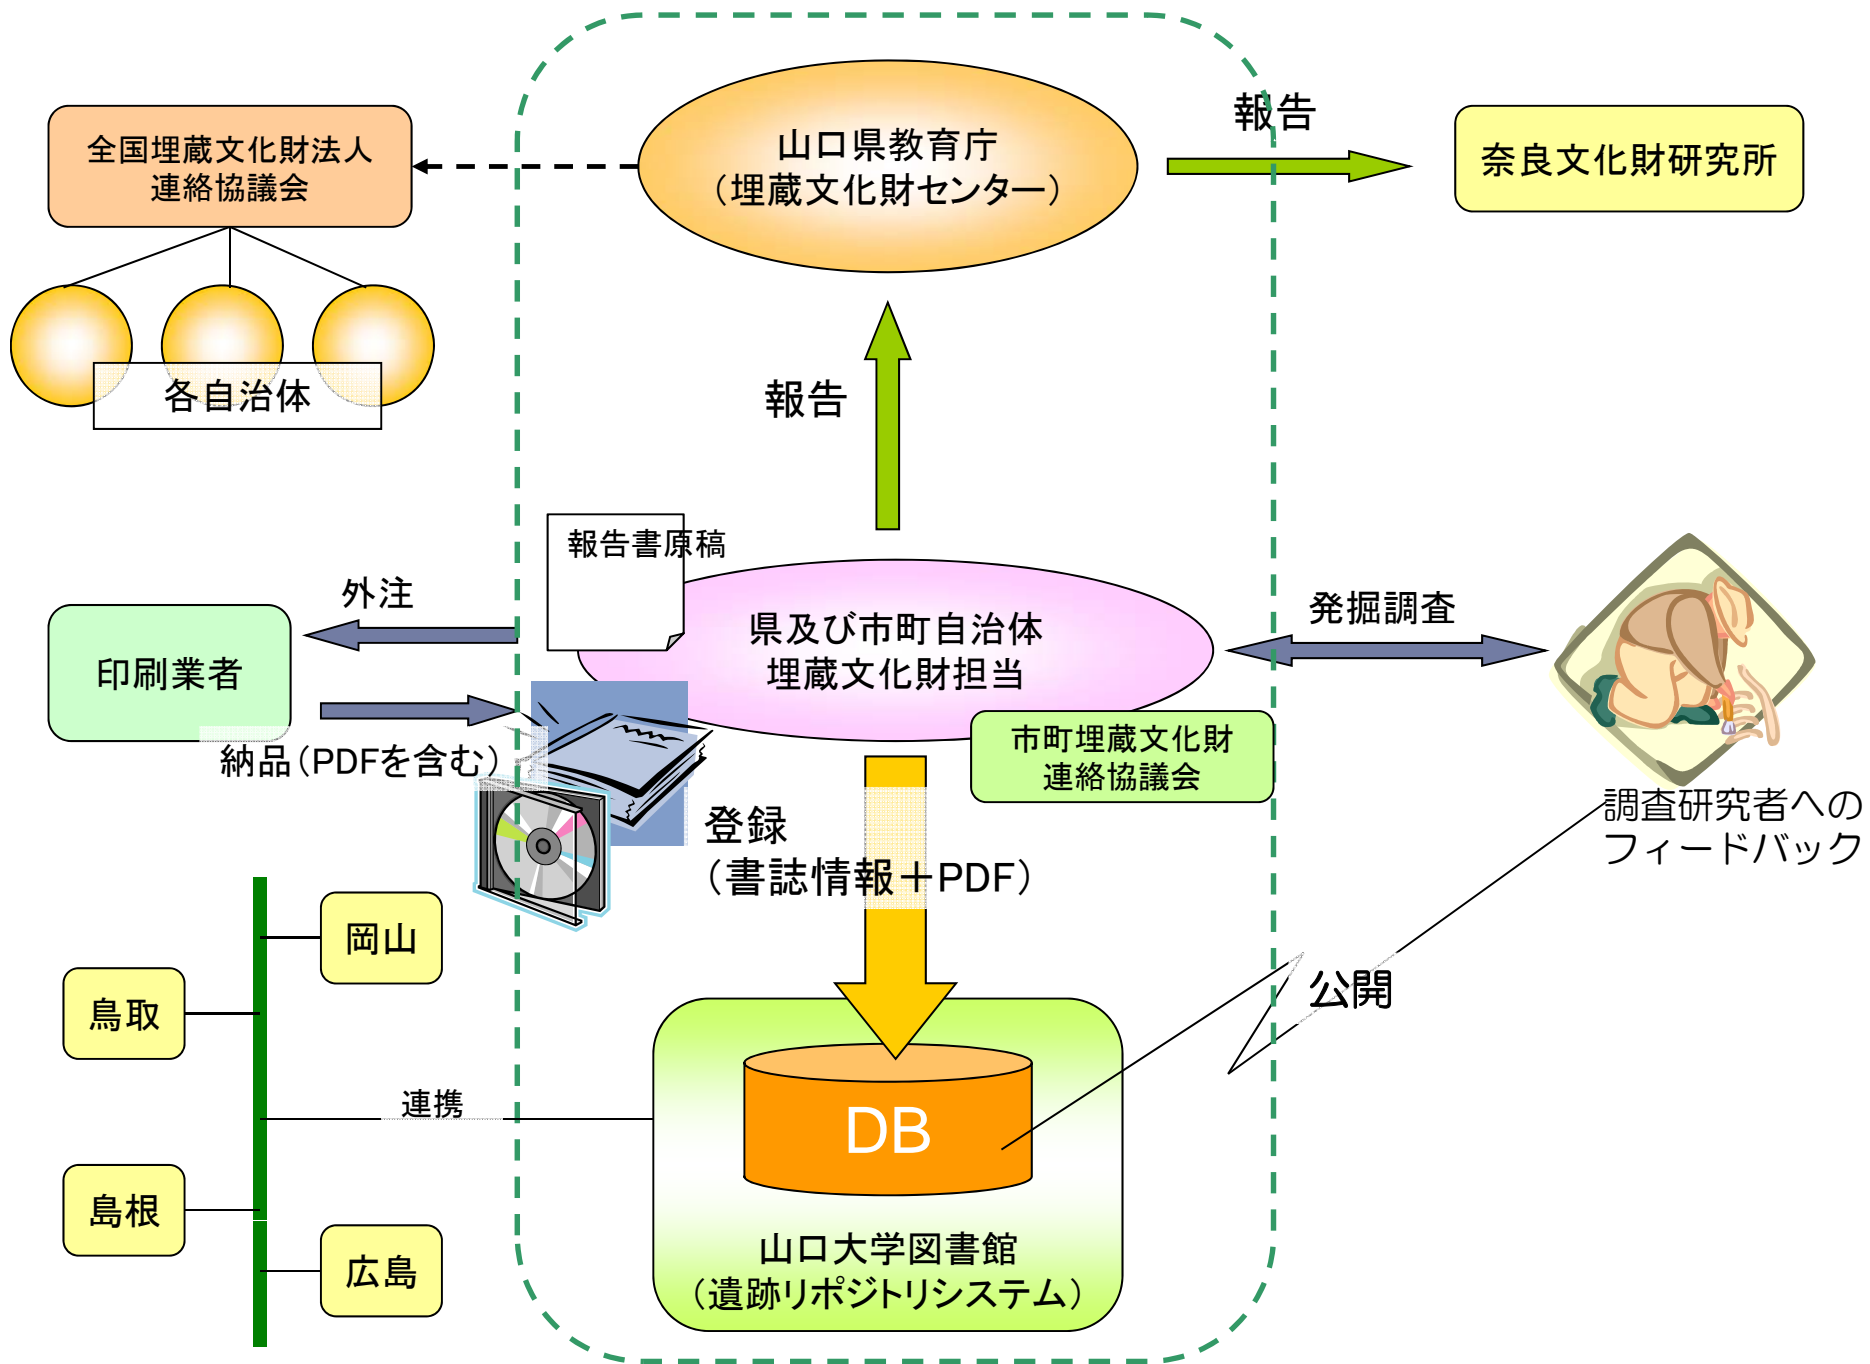 報告
全国埋蔵文化財法人
連絡協議会
山口県教育庁
（埋蔵文化財センター）
奈良文化財研究所
各自治体
報告
報告書原稿
外注
発掘調査
県及び市町自治体
埋蔵文化財担当
印刷業者
市町埋蔵文化財
連絡協議会
納品（PDFを含む）
調査研究者への
フィードバック
登録
（書誌情報＋PDF）
岡山
鳥取
公開
連携
DB
島根
広島
山口大学図書館
（遺跡リポジトリシステム）